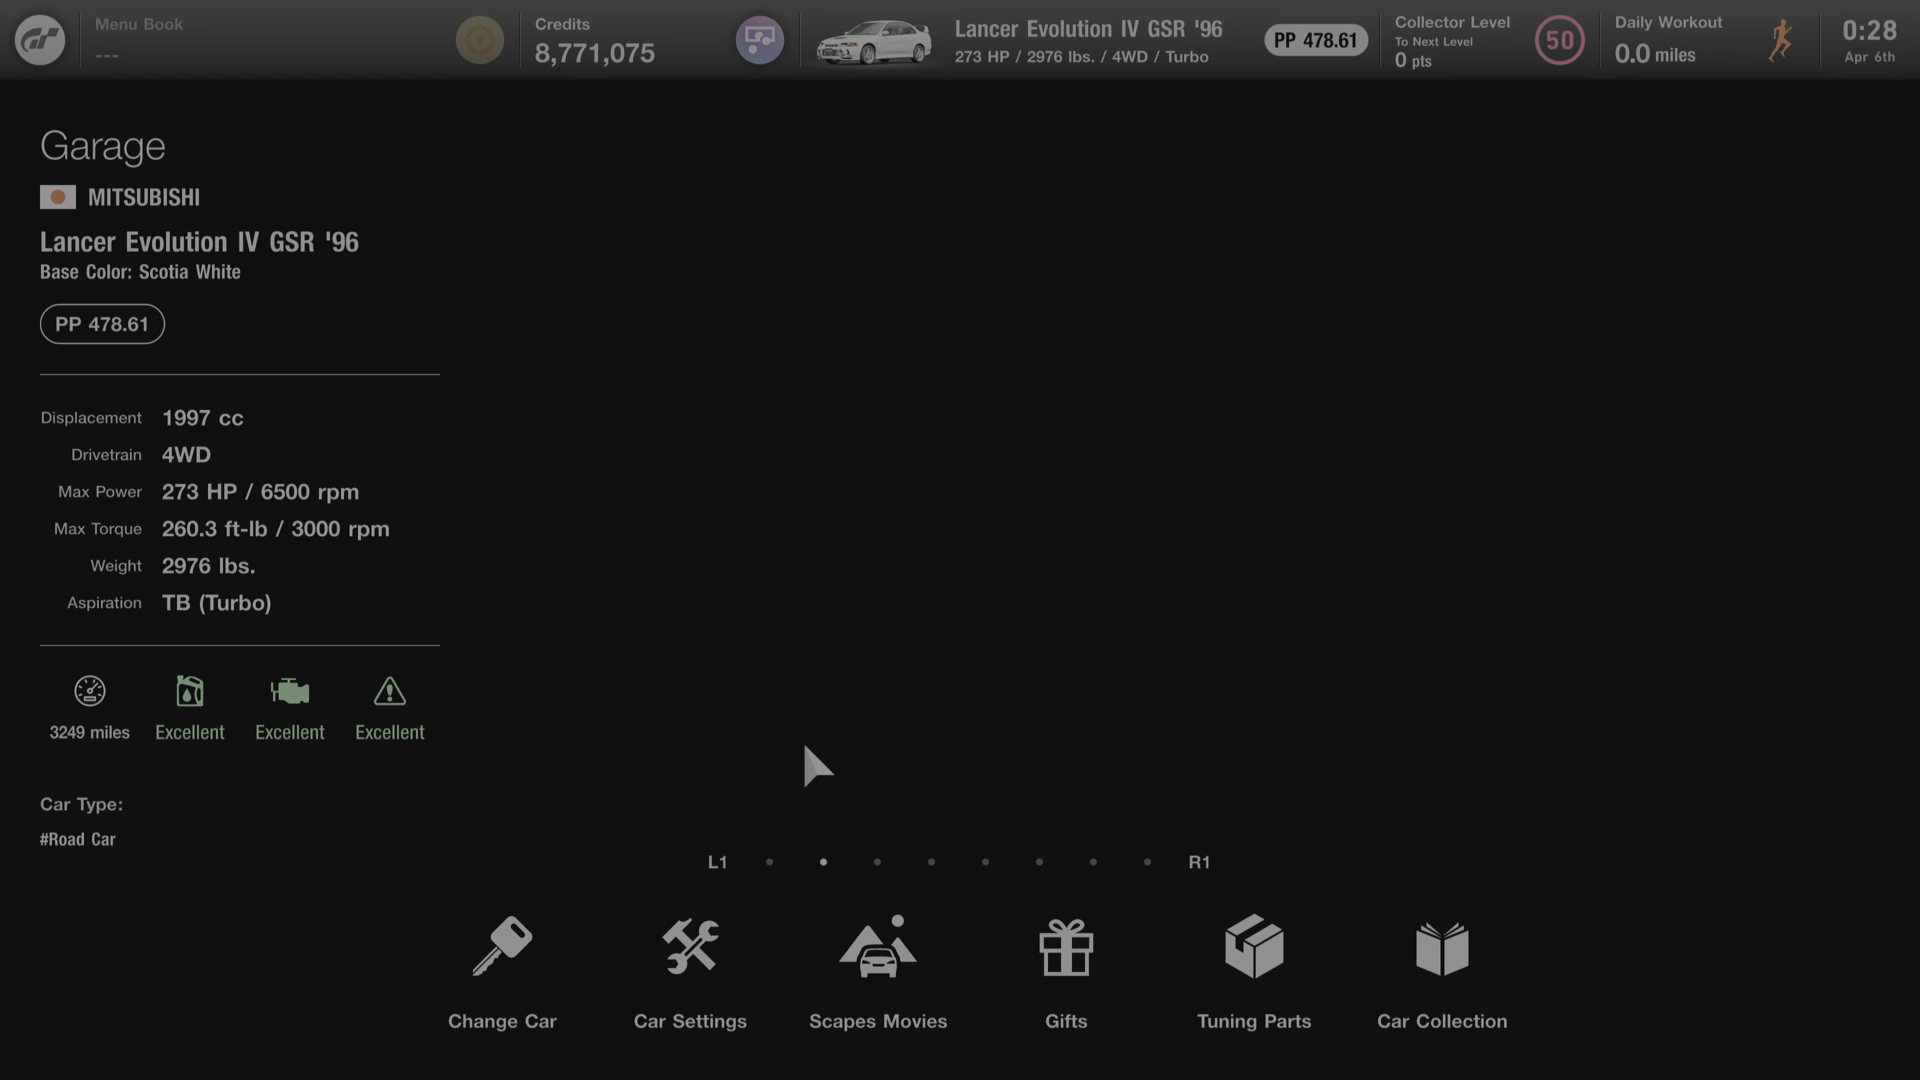 Menu Book
---
Credits
8,771,075
Lancer Evolution IV GSR '96
273 HP / 2976 lbs. / 4WD / Turbo
PP 478.61
Collector Level
To Next Level
0 pts
50
Daily Workout
0.0 miles
0:28
Apr 6th
Garage
MITSUBISHI
Lancer Evolution IV GSR '96
Base Color: Scotia White
PP 478.61
Displacement 1997 cc
Drivetrain 4WD
Max Power 273 HP / 6500 rpm
Max Torque 260.3 ft-lb / 3000 rpm
Weight 2976 lbs.
Aspiration TB (Turbo)
3249 miles Excellent Excellent Excellent
Car Type:
#Road Car
L1 R1
Change Car Car Settings Scapes Movies Gifts Tuning Parts Car Collection